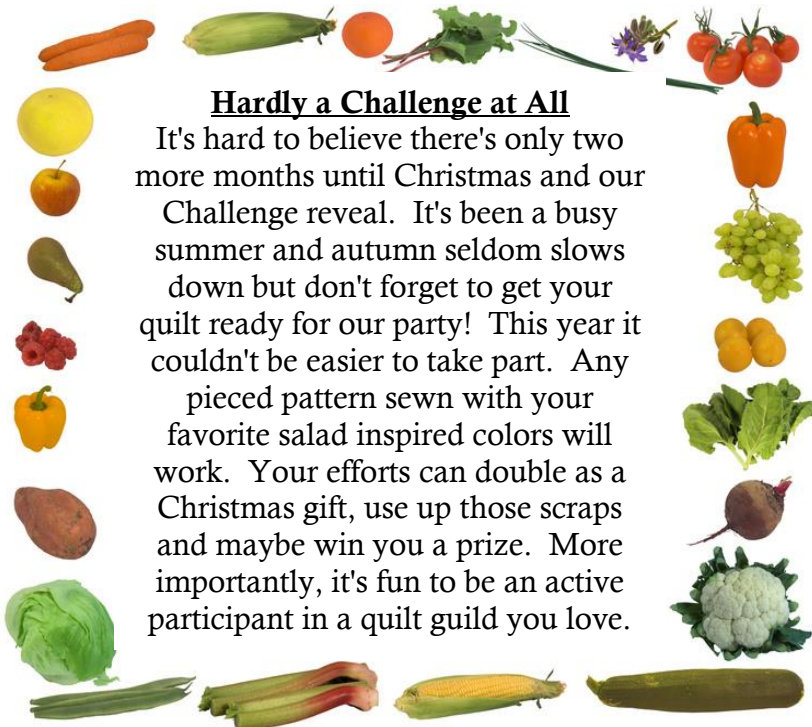 Hardly a Challenge at All
It's hard to believe there's only two
more months until Christmas and our
Challenge reveal. It's been a busy
summer and autumn seldom slows
down but don't forget to get your
quilt ready for our party! This year it
couldn't be easier to take part. Any
pieced pattern sewn with your
favorite salad inspired colors will
work. Your efforts can double as a
Christmas gift, use up those scraps
and maybe win you a prize. More
importantly, it's fun to be an active
participant in a quilt guild you love.